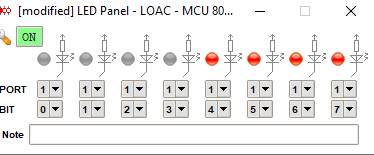 [modified] LED Panel - LOAC - MCU 80...
ON
PORT 1 1 1 1 1 1 1 1
BIT 0 1 2 3 4 5 6 7
Note